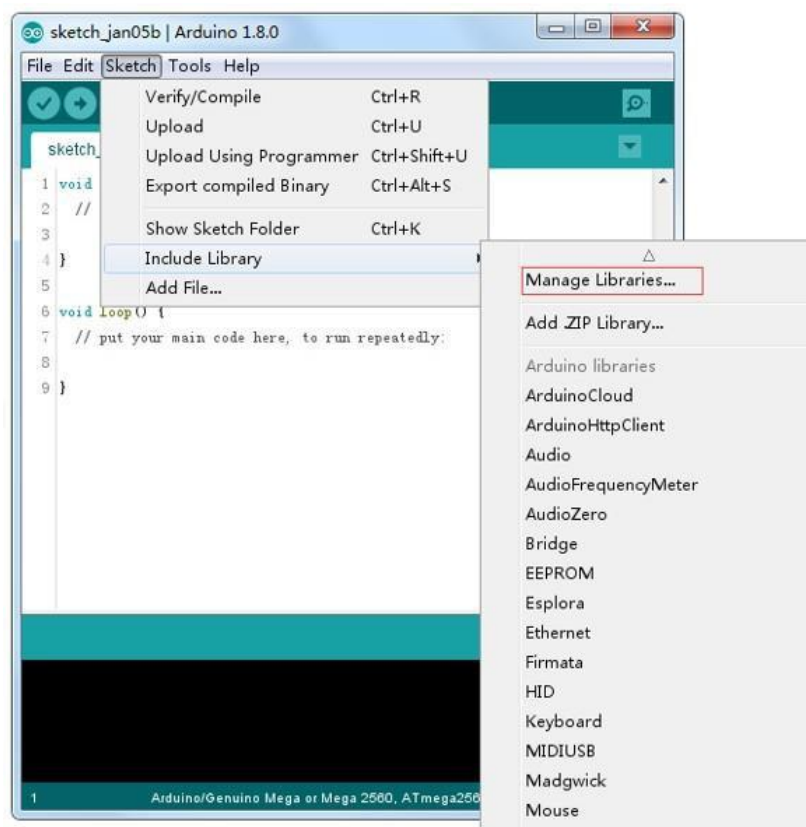 sketch_jan05b | Arduino 1.8.0
File Edit Sketch Tools Help
Verify/Compile Ctrl+R
Upload Ctrl+U
Upload Using Programmer Ctrl+Shift+U
Export compiled Binary Ctrl+Alt+S
Show Sketch Folder Ctrl+K
Include Library
Add File...
sketch_
1 void
2 //
3
4 }
5
6 void loop() {
7 // put your main code here, to run repeatedly:
8
9 }
Manage Libraries...
Add .ZIP Library...
Arduino libraries
ArduinoCloud
ArduinoHttpClient
Audio
AudioFrequencyMeter
AudioZero
Bridge
EEPROM
Esplora
Ethernet
Firmata
HID
Keyboard
MIDIUSB
Madgwick
Mouse
1 Arduino/Genuino Mega or Mega 2560, ATmega256